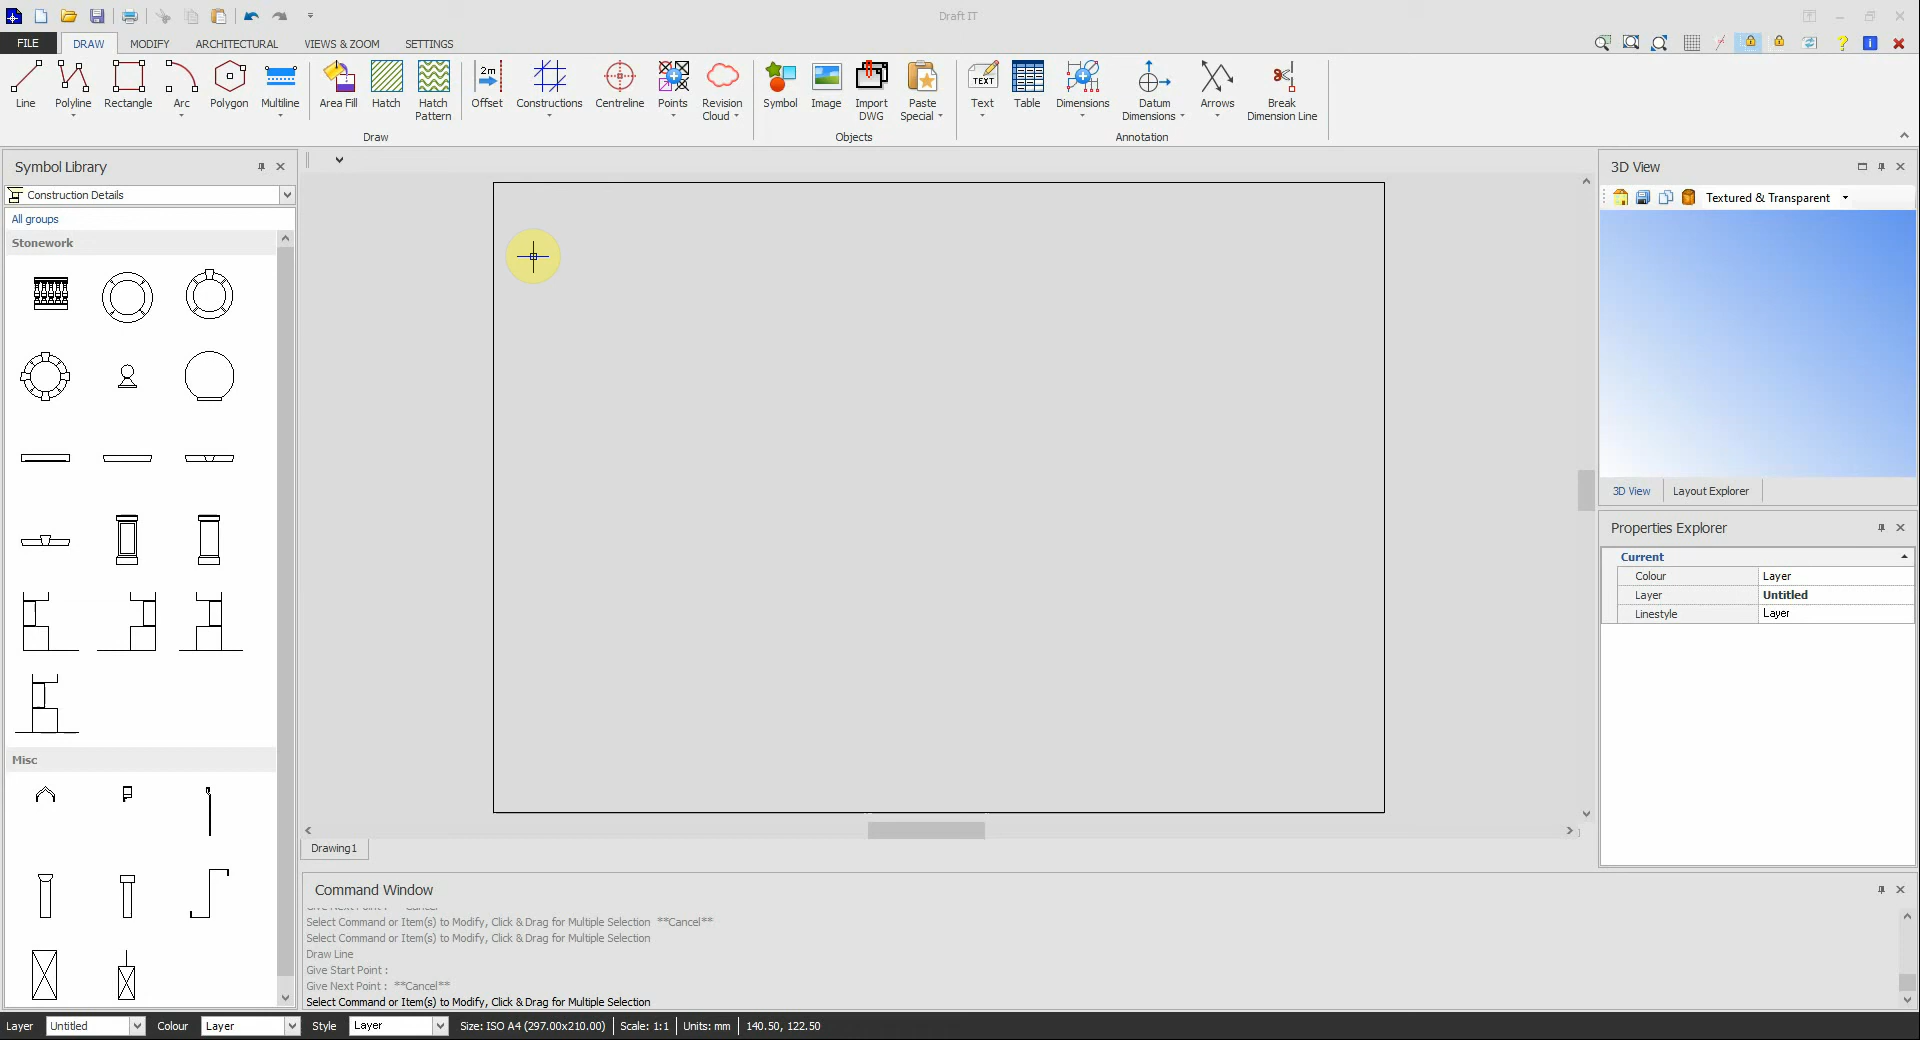 Draft IT
FILE DRAW MODIFY ARCHITECTURAL VIEWS & ZOOM SETTINGS
Line Polyline Rectangle Arc Polygon Multiline Area Fill Hatch Hatch Pattern Offset Constructions Centreline Points Revision Cloud Symbol Image Import DWG Paste Special Text Table Dimensions Datum Dimensions Arrows Break Dimension Line
2m
TEXT
Draw Objects Annotation
Symbol Library
Construction Details
All groups
Stonework
Misc
3D View
Textured & Transparent
3D View Layout Explorer
Properties Explorer
Current
Colour Layer
Layer Untitled
Linestyle Layer
Drawing1
Command Window
Select Command or Item(s) to Modify, Click & Drag for Multiple Selection **Cancel**
Select Command or Item(s) to Modify, Click & Drag for Multiple Selection
Draw Line
Give Start Point :
Give Next Point : **Cancel**
Select Command or Item(s) to Modify, Click & Drag for Multiple Selection
Layer Untitled Colour Layer Style Layer Size: ISO A4 (297.00x210.00) Scale: 1:1 Units: mm 140.50, 122.50